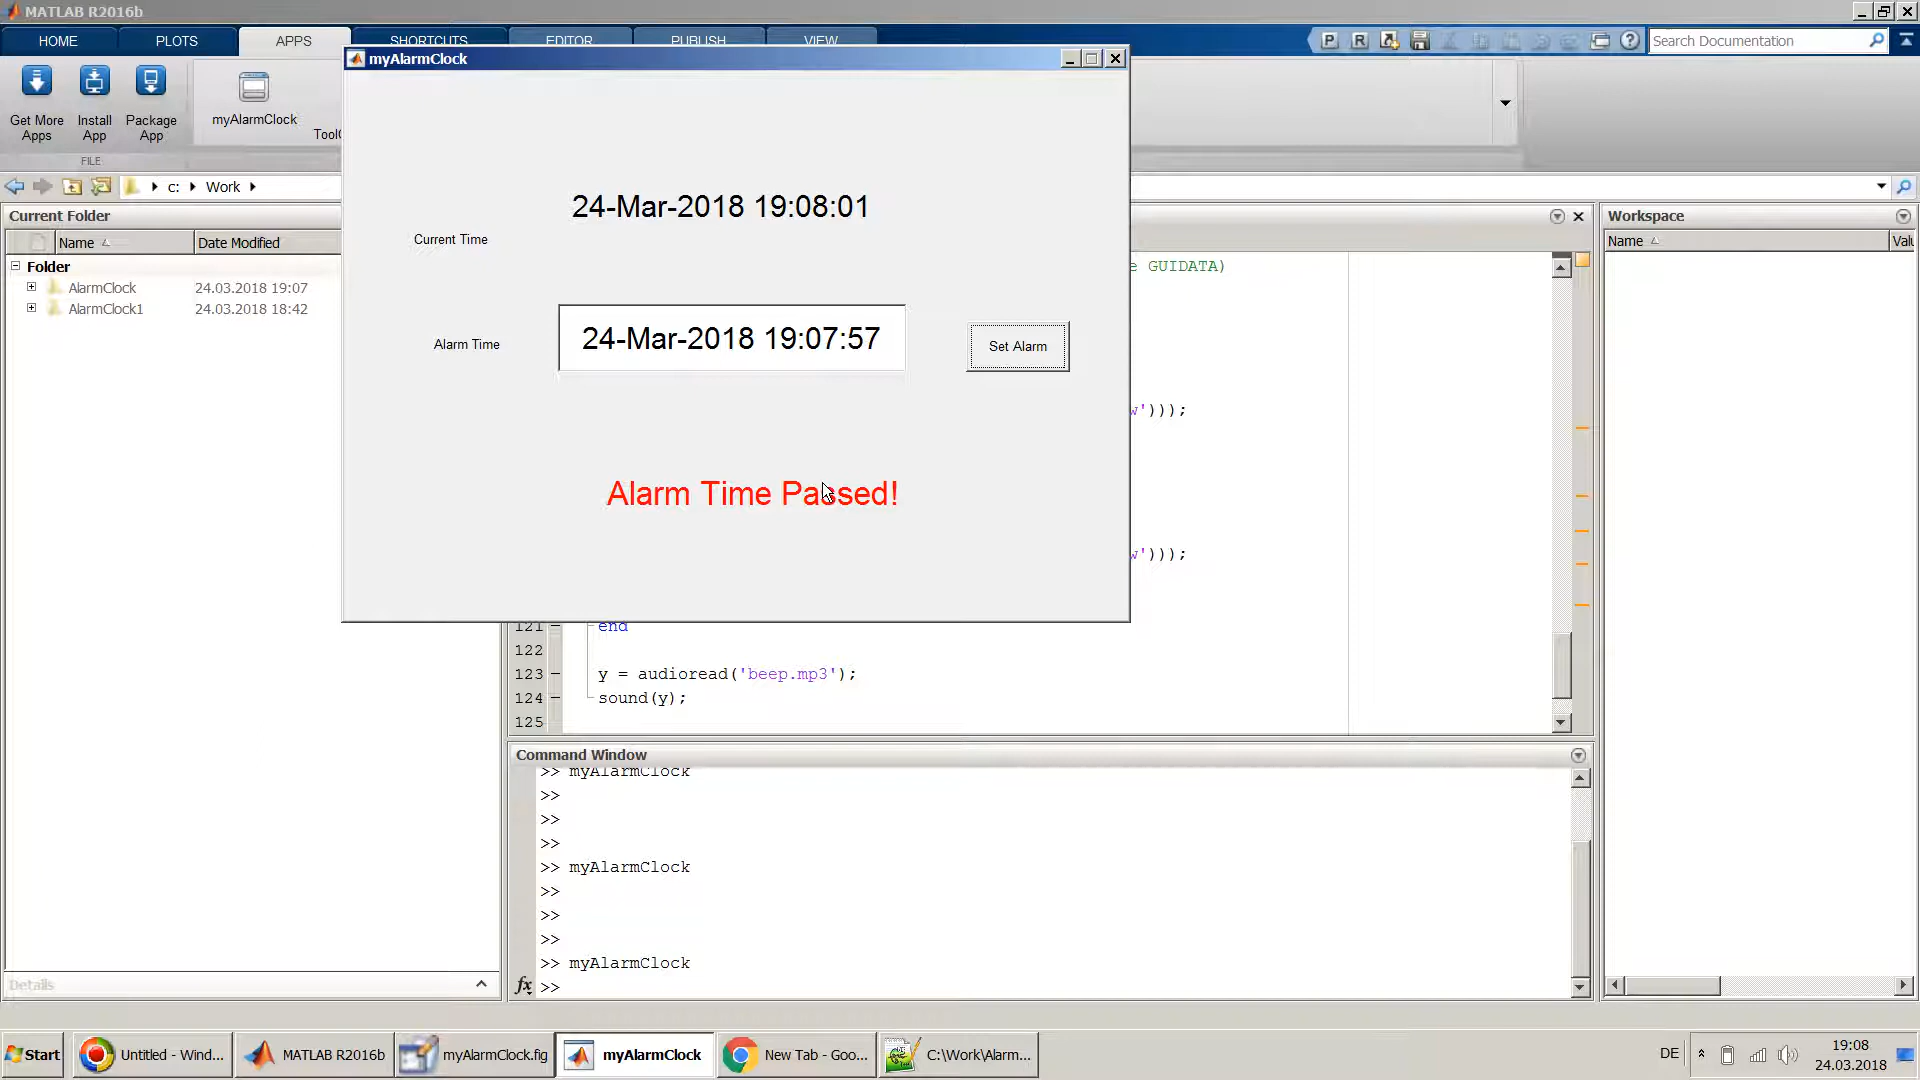 MATLAB R2016b
HOME
PLOTS
APPS
SHORTCUTS
EDITOR
PUBLISH
VIEW
Search Documentation
Get More
Apps
Install
App
Package
App
myAlarmClock
FILE
c:
Work
Current Folder
Name
Date Modified
Folder
AlarmClock
24.03.2018 19:07
AlarmClock1
24.03.2018 18:42
myAlarmClock
24-Mar-2018 19:08:01
Current Time
Alarm Time
24-Mar-2018 19:07:57
Set Alarm
Alarm Time Passed!
GUIDATA)
')));
')));
121
end
122
123
y = audioread('beep.mp3');
124
sound(y);
125
Command Window
>> myAlarmClock
>>
>>
>>
>> myAlarmClock
>>
>>
>>
>> myAlarmClock
fx >>
Workspace
Name
Details
Start
Untitled - Wind...
MATLAB R2016b
myAlarmClock.fig
myAlarmClock
New Tab - Goo...
C:\Work\Alarm...
DE
19:08
24.03.2018